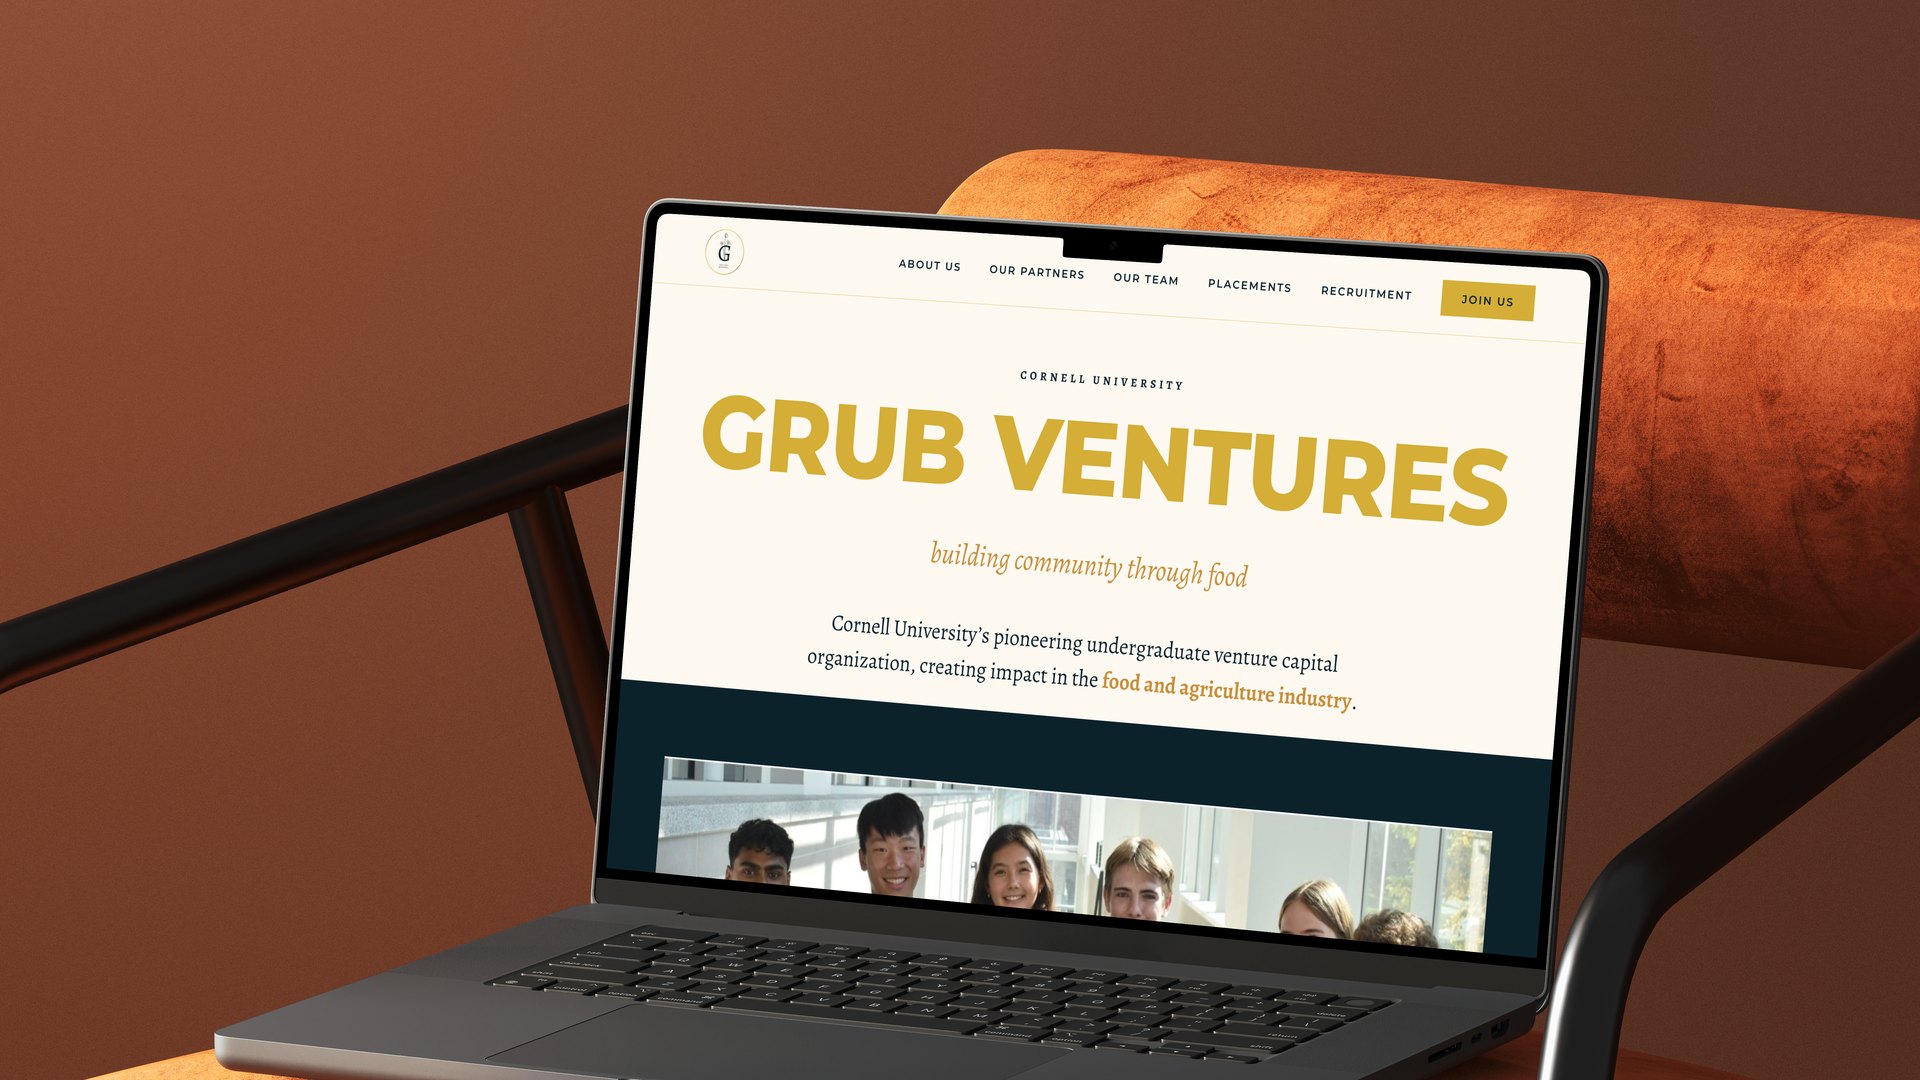 G
ABOUT US
OUR PARTNERS
OUR TEAM
PLACEMENTS
RECRUITMENT
JOIN US
CORNELL UNIVERSITY
GRUB VENTURES
building community through food
Cornell University’s pioneering undergraduate venture capital
organization, creating impact in the food and agriculture industry.